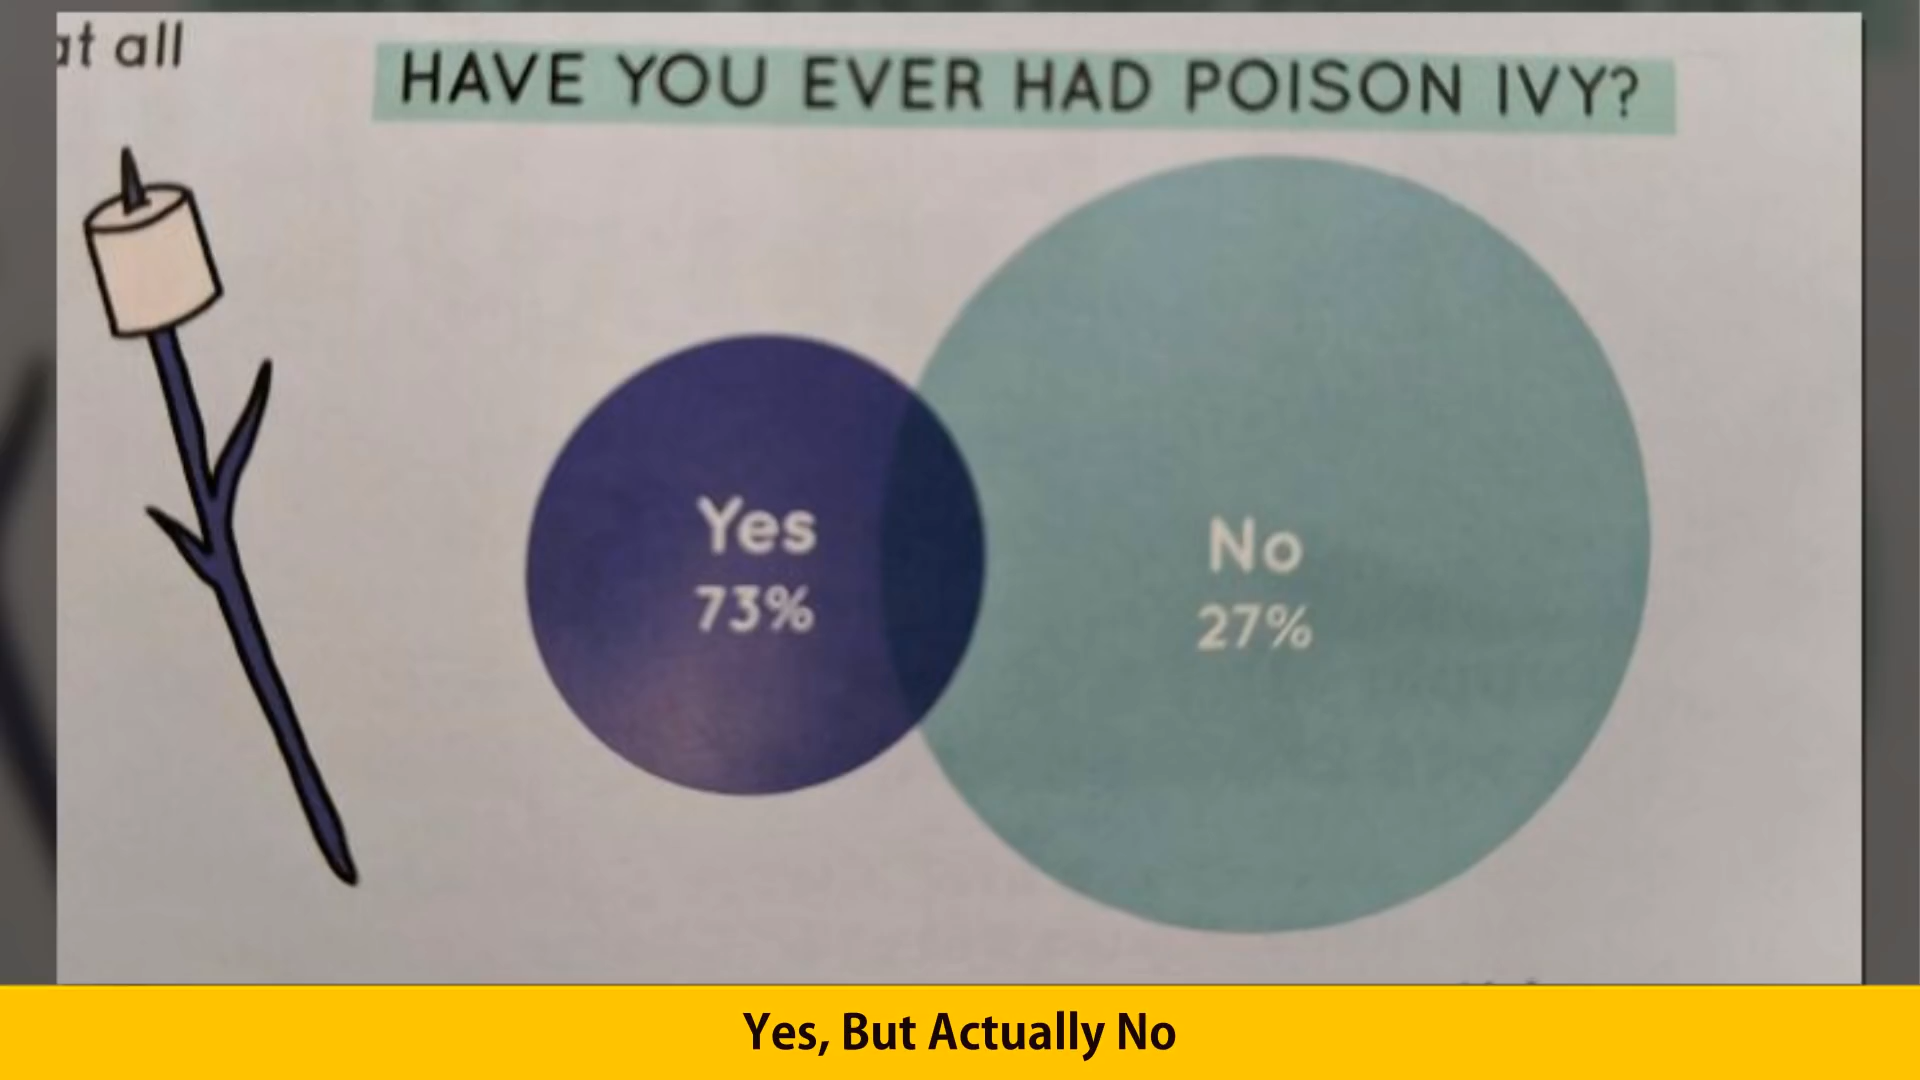 at all
HAVE YOU EVER HAD POISON IVY?
Yes
73%
No
27%
Yes, But Actually No